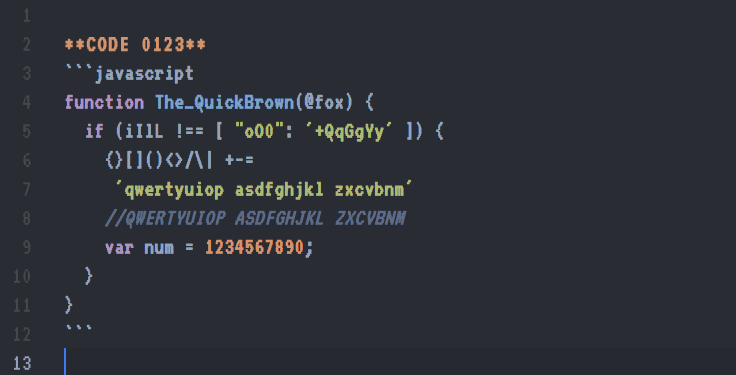 1
2 **CODE 0123**
3 ```javascript
4 function The_QuickBrown(@fox) {
5   if (iIlL !== [ "oO0": ´+QqGgYy´ ]) {
6     {}[]()<>/\| +-=
7      ´qwertyuiop asdfghjkl zxcvbnm´
8     //QWERTYUIOP ASDFGHJKL ZXCVBNM
9     var num = 1234567890;
10   }
11 }
12 ```
13